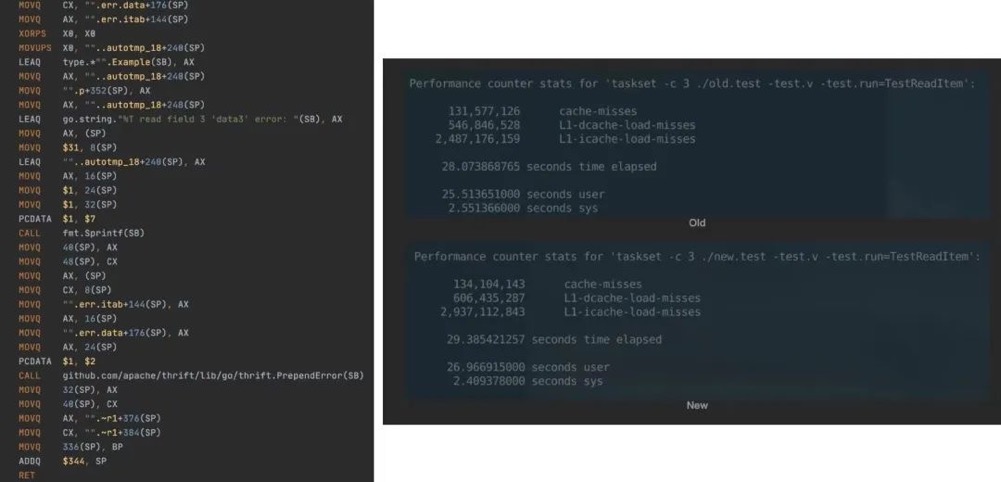 MOVQ CX, "".err.data+176(SP)
MOVQ AX, "".err.itab+144(SP)
XORPS X0, X0
MOVUPS X0, ""..autotmp_18+240(SP)
LEAQ type.*"".Example(SB), AX
MOVQ AX, ""..autotmp_18+240(SP)
MOVQ "".p+352(SP), AX
MOVQ AX, ""..autotmp_18+248(SP)
LEAQ go.string."%T read field 3 'data3' error: "(SB), AX
MOVQ AX, (SP)
MOVQ $31, 8(SP)
LEAQ ""..autotmp_18+240(SP), AX
MOVQ AX, 16(SP)
MOVQ $1, 24(SP)
MOVQ $1, 32(SP)
PCDATA $1, $7
CALL fmt.Sprintf(SB)
MOVQ 40(SP), AX
MOVQ 48(SP), CX
MOVQ AX, (SP)
MOVQ CX, 8(SP)
MOVQ "".err.itab+144(SP), AX
MOVQ AX, 16(SP)
MOVQ "".err.data+176(SP), AX
MOVQ AX, 24(SP)
PCDATA $1, $2
CALL github.com/apache/thrift/lib/go/thrift.PrependError(SB)
MOVQ 32(SP), AX
MOVQ 40(SP), CX
MOVQ AX, "".~r1+376(SP)
MOVQ CX, "".~r1+384(SP)
MOVQ 336(SP), BP
ADDQ $344, SP
RET
Performance counter stats for 'taskset -c 3 ./old.test -test.v -test.run=TestReadItem':
131,577,126 cache-misses
546,846,528 L1-dcache-load-misses
2,487,176,159 L1-icache-load-misses
28.073868765 seconds time elapsed
25.513651000 seconds user
2.551366000 seconds sys
Old
Performance counter stats for 'taskset -c 3 ./new.test -test.v -test.run=TestReadItem':
134,104,143 cache-misses
606,435,287 L1-dcache-load-misses
2,937,112,843 L1-icache-load-misses
29.385421257 seconds time elapsed
26.966915000 seconds user
2.409378000 seconds sys
New